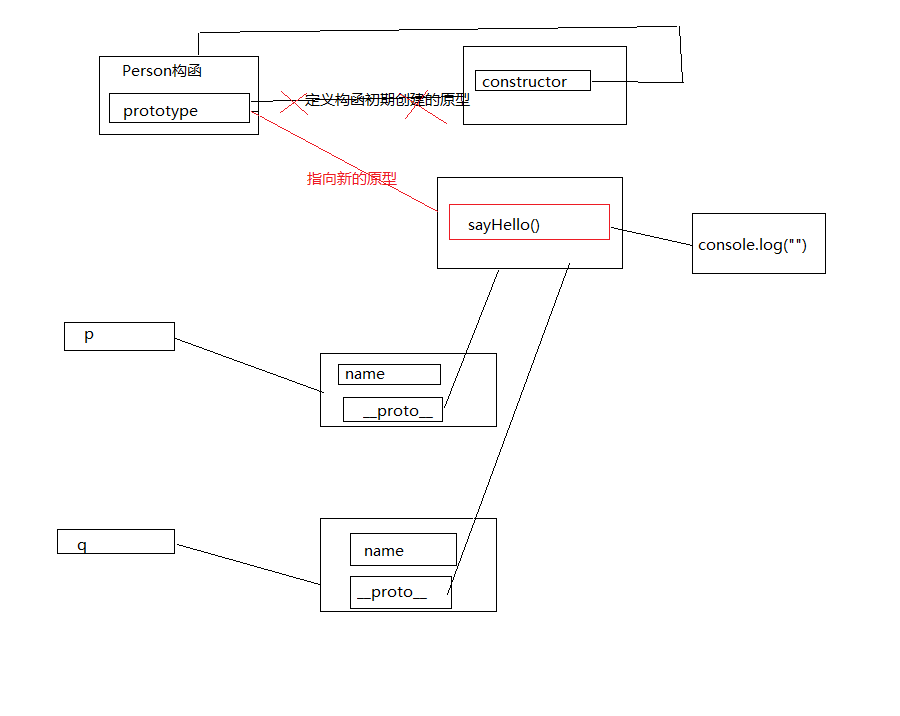 Person构函
constructor
prototype
定义构函初期创建的原型
指向新的原型
sayHello()
console.log("")
p
name
__proto__
q
name
__proto__